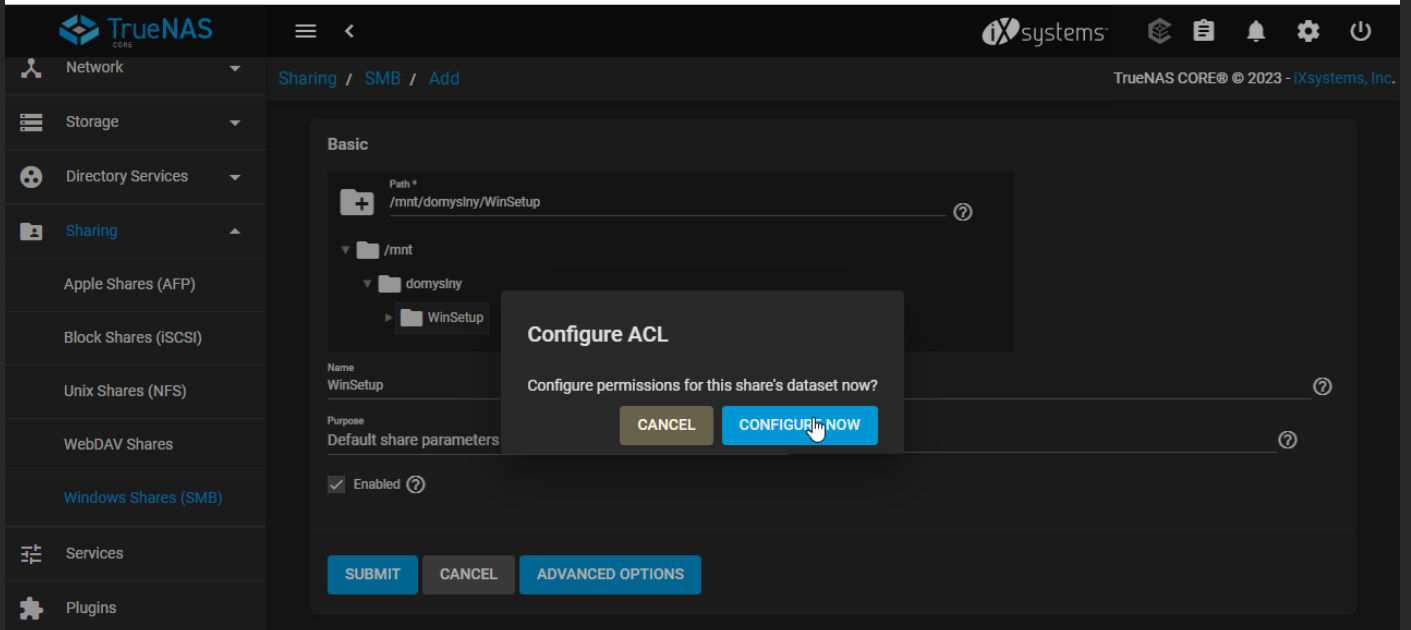 TrueNAS
CORE
iXsystems
Network
Sharing / SMB / Add
TrueNAS CORE® © 2023 - iXsystems, Inc.
Storage
Directory Services
Sharing
Apple Shares (AFP)
Block Shares (iSCSI)
Unix Shares (NFS)
WebDAV Shares
Windows Shares (SMB)
Services
Plugins
Basic
Path *
/mnt/domyslny/WinSetup
/mnt
domyslny
WinSetup
Name
WinSetup
Purpose
Default share parameters
Enabled
SUBMIT CANCEL ADVANCED OPTIONS
Configure ACL
Configure permissions for this share's dataset now?
CANCEL CONFIGURE NOW